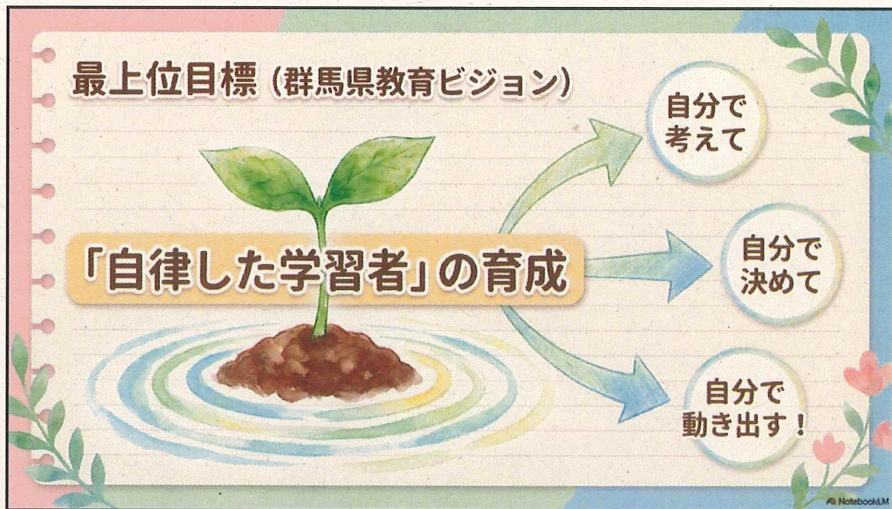 最上位目標（群馬県教育ビジョン）
「自律した学習者」の育成
自分で
考えて
自分で
決めて
自分で
動き出す！
NotebookLM